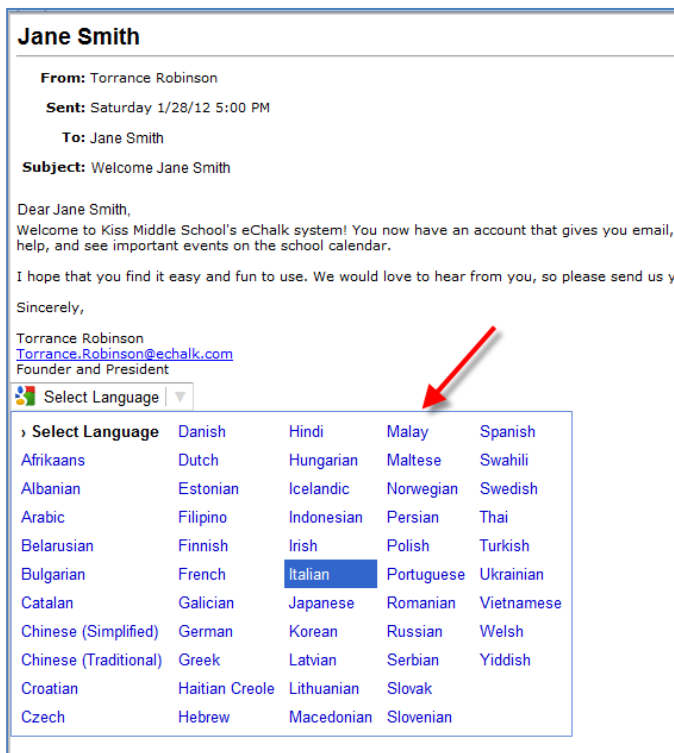 Jane Smith
From: Torrance Robinson
Sent: Saturday 1/28/12 5:00 PM
To: Jane Smith
Subject: Welcome Jane Smith
Dear Jane Smith,
Welcome to Kiss Middle School's eChalk system! You now have an account that gives you email,
help, and see important events on the school calendar.
I hope that you find it easy and fun to use. We would love to hear from you, so please send us y
Sincerely,
Torrance Robinson
Torrance.Robinson@echalk.com
Founder and President
Select Language
› Select Language Danish Hindi Malay Spanish
Afrikaans Dutch Hungarian Maltese Swahili
Albanian Estonian Icelandic Norwegian Swedish
Arabic Filipino Indonesian Persian Thai
Belarusian Finnish Irish Polish Turkish
Bulgarian French Italian Portuguese Ukrainian
Catalan Galician Japanese Romanian Vietnamese
Chinese (Simplified) German Korean Russian Welsh
Chinese (Traditional) Greek Latvian Serbian Yiddish
Croatian Haitian Creole Lithuanian Slovak
Czech Hebrew Macedonian Slovenian